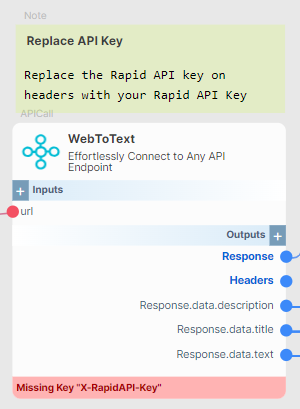 Note
Replace API Key
Replace the Rapid API key on
headers with your Rapid API Key
APICall
WebToText
Effortlessly Connect to Any API
Endpoint
+ Inputs
url
Outputs +
Response
Headers
Response.data.description
Response.data.title
Response.data.text
Missing Key "X-RapidAPI-Key"